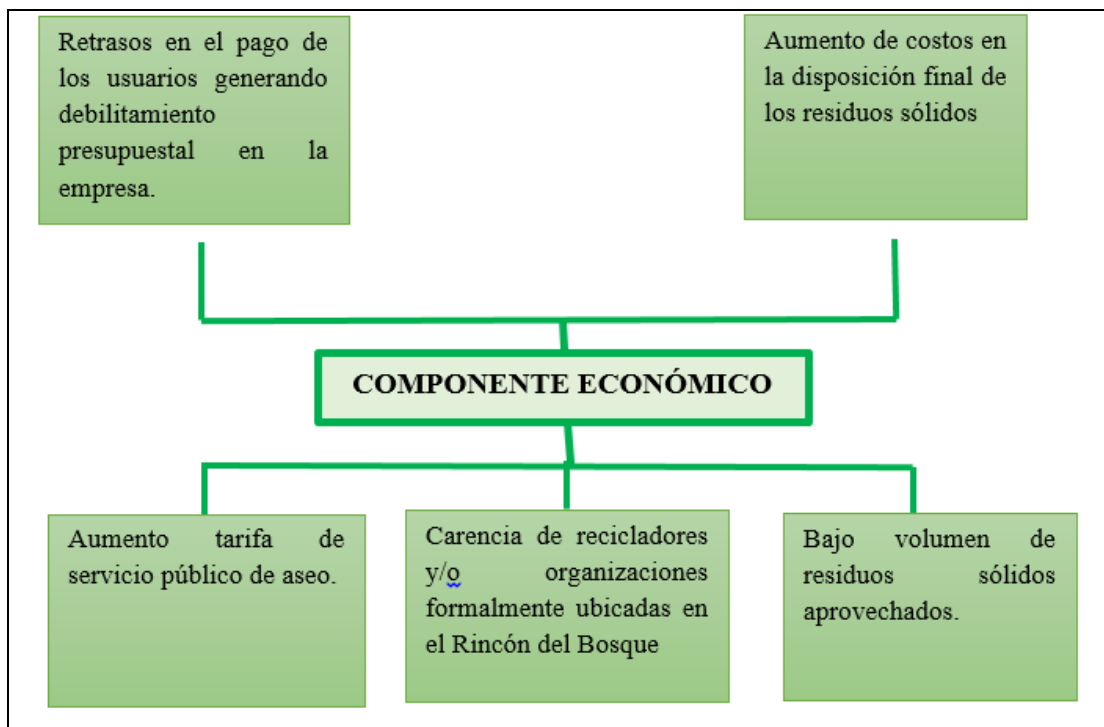 Retrasos en el pago de
los usuarios generando
debilitamiento
presupuestal en la
empresa.
Aumento de costos en
la disposición final de
los residuos sólidos
COMPONENTE ECONÓMICO
Aumento tarifa de
servicio público de aseo.
Carencia de recicladores
y/o organizaciones
formalmente ubicadas en
el Rincón del Bosque
Bajo volumen de
residuos sólidos
aprovechados.